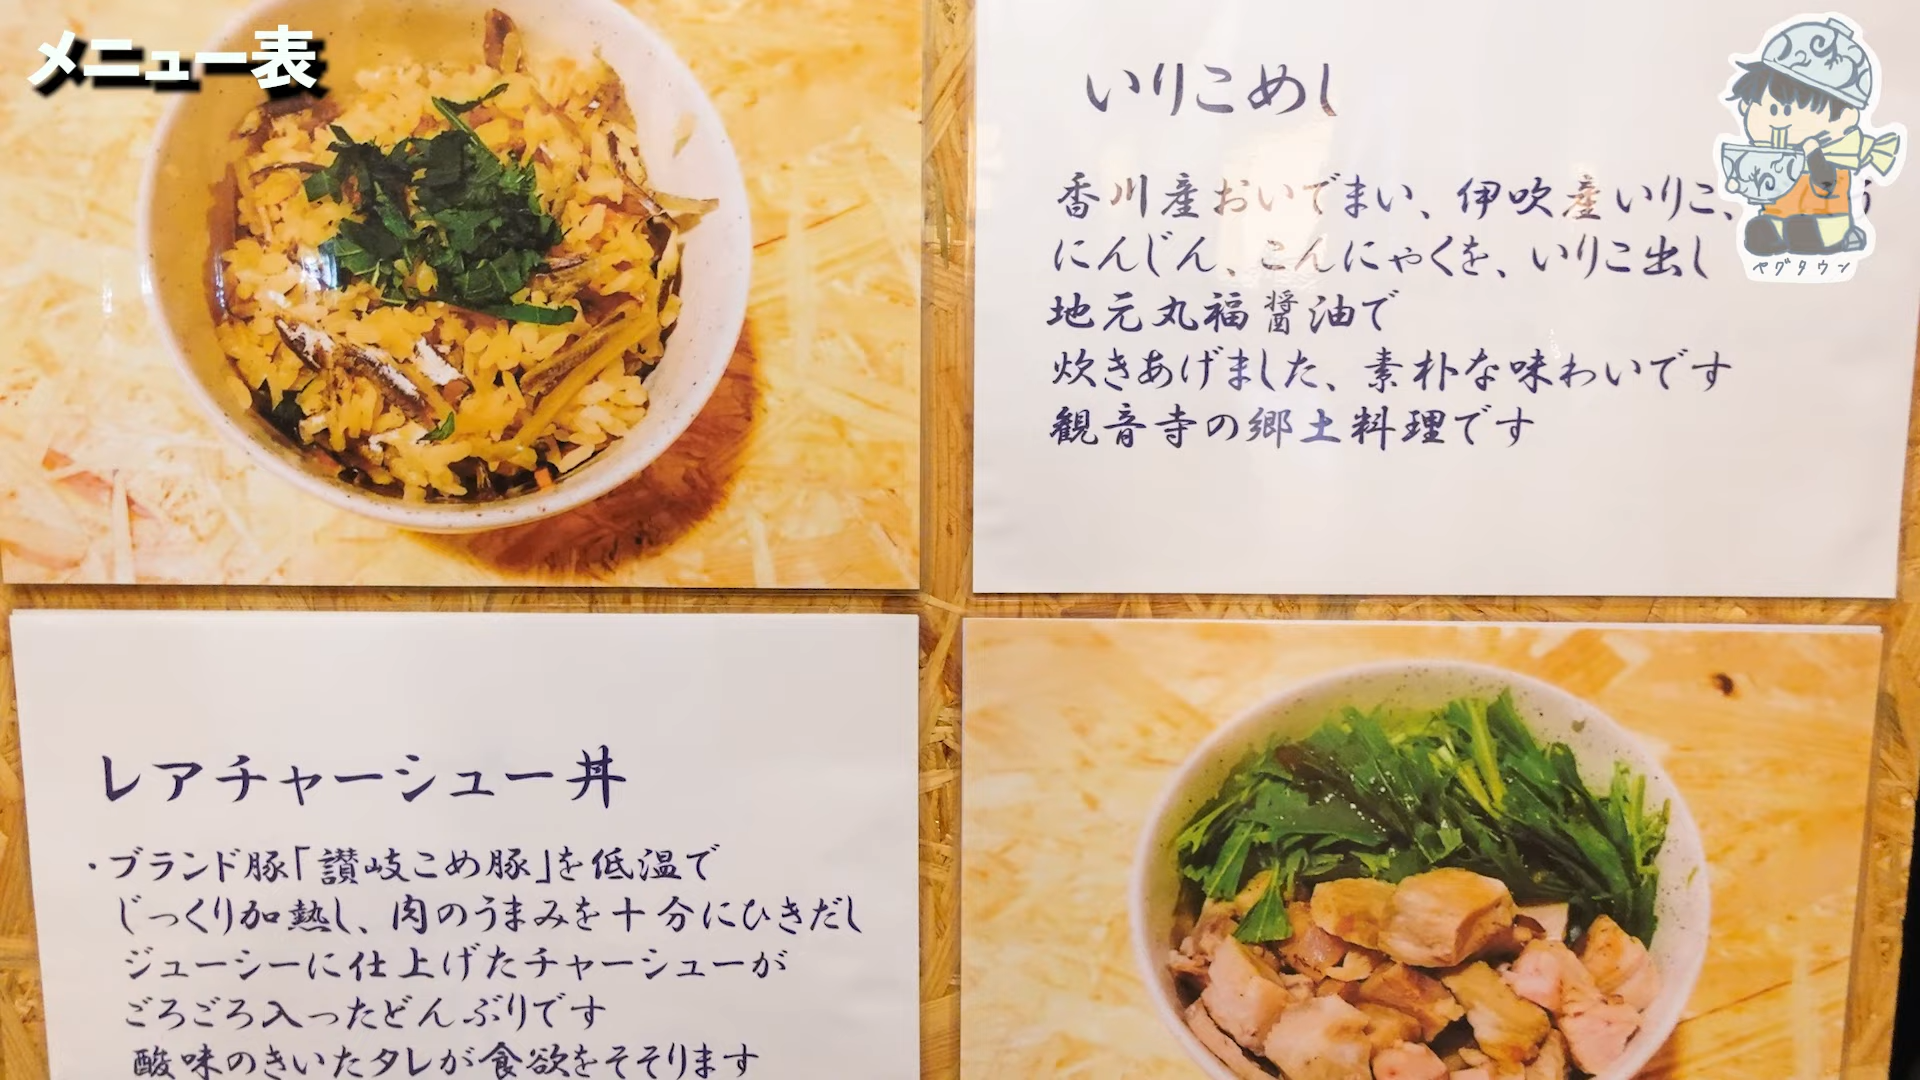 メニュー表
いりこめし
香川産おいでまい、伊吹産いりこ、
にんじん、こんにゃくを、いりこ出し
地元丸福醤油で
炊きあげました、素朴な味わいです
観音寺の郷土料理です
ヤグタウン
レアチャーシュー丼
・ブランド豚「讃岐こめ豚」を低温で
じっくり加熱し、肉のうまみを十分にひきだし
ジューシーに仕上げたチャーシューが
ごろごろ入ったどんぶりです
酸味のきいたタレが食欲をそそります